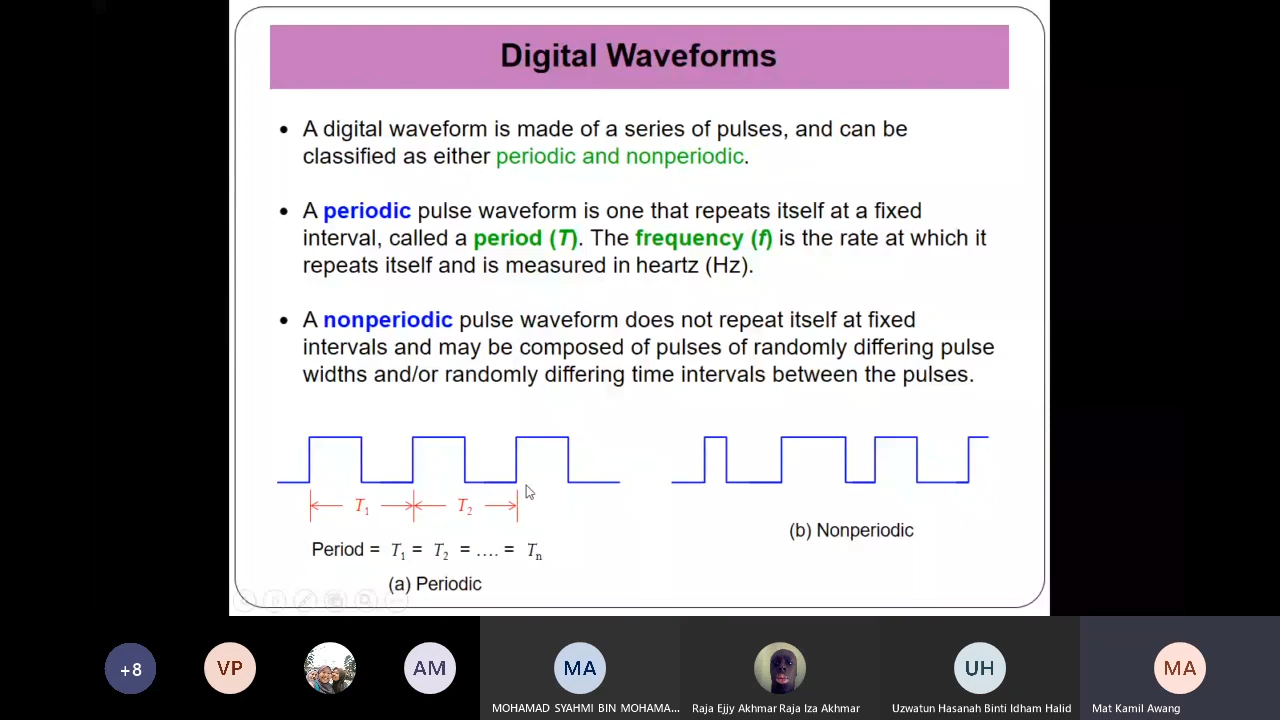 Digital Waveforms
• A digital waveform is made of a series of pulses, and can be
classified as either periodic and nonperiodic.
• A periodic pulse waveform is one that repeats itself at a fixed
interval, called a period (T). The frequency (f) is the rate at which it
repeats itself and is measured in heartz (Hz).
• A nonperiodic pulse waveform does not repeat itself at fixed
intervals and may be composed of pulses of randomly differing pulse
widths and/or randomly differing time intervals between the pulses.
T1 T2
Period = T1 = T2 = .... = Tn
(a) Periodic
(b) Nonperiodic
+8 VP AM MA UH MA
MOHAMAD SYAHMI BIN MOHAMA... Raja Ejjy Akhmar Raja Iza Akhmar Uzwatun Hasanah Binti Idham Halid Mat Kamil Awang